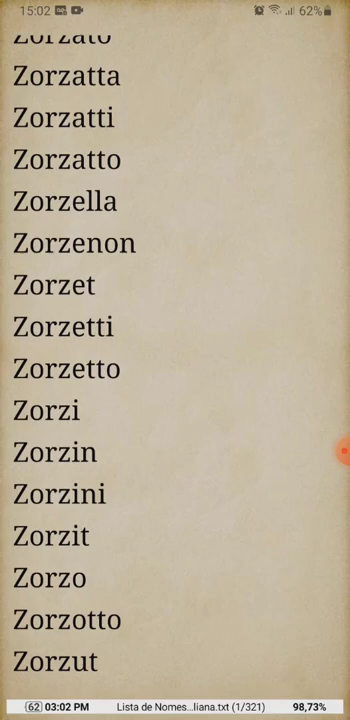 15:02 62%
Zorzato
Zorzatta
Zorzatti
Zorzatto
Zorzella
Zorzenon
Zorzet
Zorzetti
Zorzetto
Zorzi
Zorzin
Zorzini
Zorzit
Zorzo
Zorzotto
Zorzut
62 03:02 PM Lista de Nomes...liana.txt (1/321) 98,73%